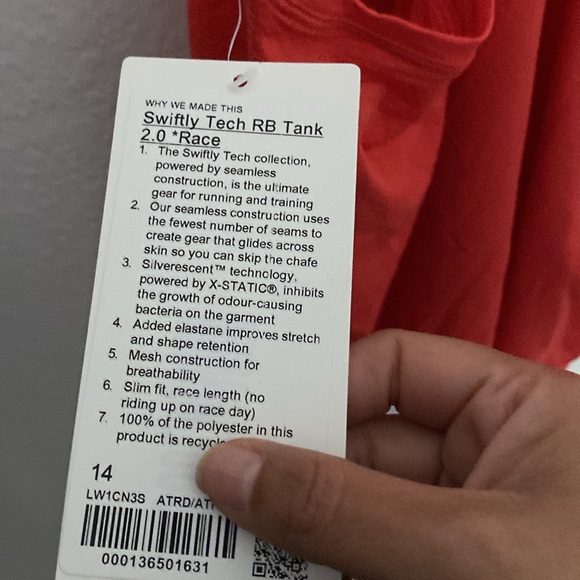 WHY WE MADE THIS
Swiftly Tech RB Tank
2.0 *Race
1. The Swiftly Tech collection,
powered by seamless
construction, is the ultimate
gear for running and training
2. Our seamless construction uses
the fewest number of seams to
create gear that glides across
skin so you can skip the chafe
3. Silverescent™ technology,
powered by X-STATIC®, inhibits
the growth of odour-causing
bacteria on the garment
4. Added elastane improves stretch
and shape retention
5. Mesh construction for
breathability
6. Slim fit, race length (no
riding up on race day)
7. 100% of the polyester in this
product is
14
LW1CN3S ATRD/
000136501631